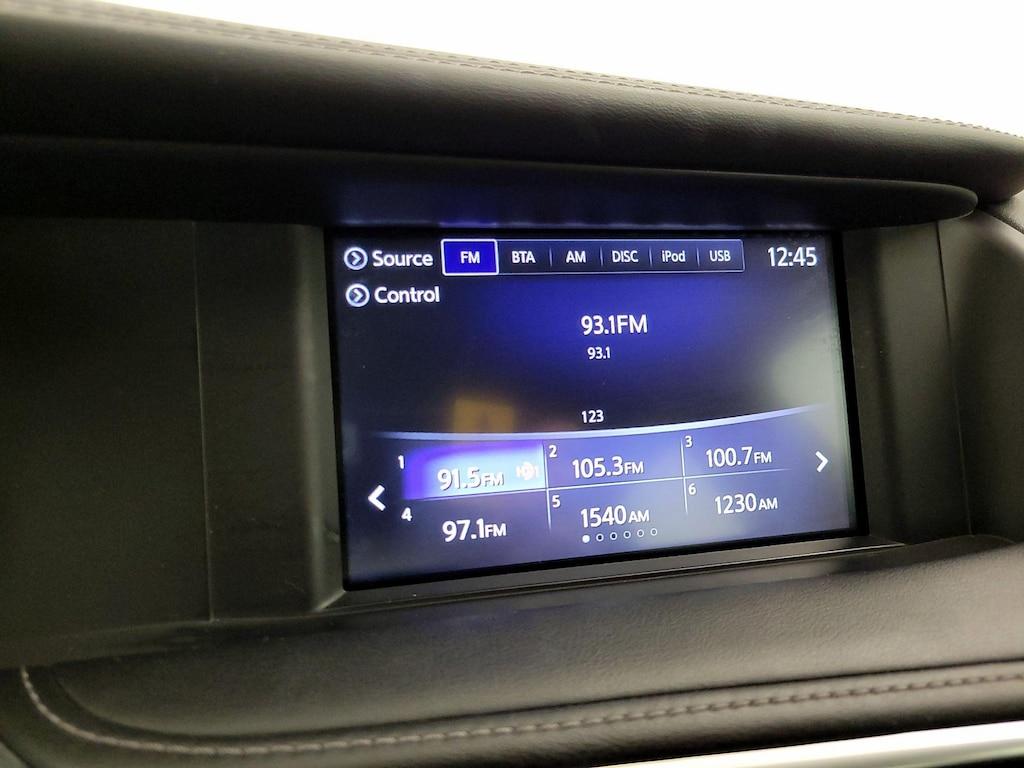 Source FM BTA AM DISC iPod USB 12:45
Control
93.1FM
93.1
123
1 91.5FM 2 105.3FM 3 100.7FM
4 97.1FM 5 1540AM 6 1230AM